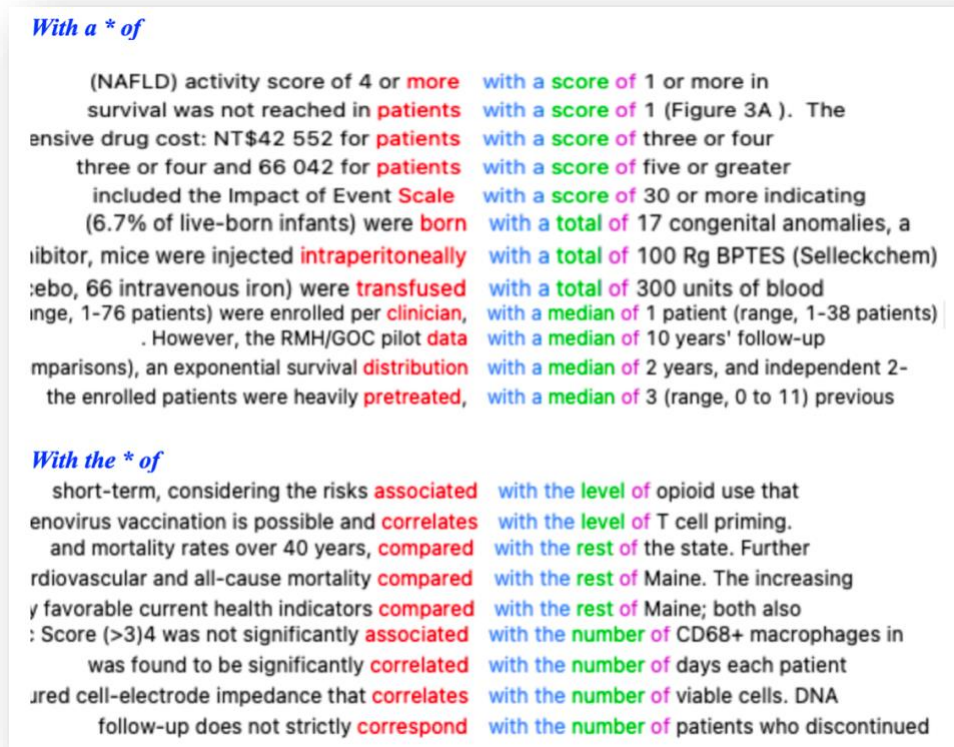 With a * of
(NAFLD) activity score of 4 or more with a score of 1 or more in
survival was not reached in patients with a score of 1 (Figure 3A ). The
ensive drug cost: NT$42 552 for patients with a score of three or four
three or four and 66 042 for patients with a score of five or greater
included the Impact of Event Scale with a score of 30 or more indicating
(6.7% of live-born infants) were born with a total of 17 congenital anomalies, a
ibitor, mice were injected intraperitoneally with a total of 100 Rg BPTES (Selleckchem)
ebo, 66 intravenous iron) were transfused with a total of 300 units of blood
nge, 1-76 patients) were enrolled per clinician, with a median of 1 patient (range, 1-38 patients)
. However, the RMH/GOC pilot data with a median of 10 years' follow-up
mparisons), an exponential survival distribution with a median of 2 years, and independent 2-
the enrolled patients were heavily pretreated, with a median of 3 (range, 0 to 11) previous
With the * of
short-term, considering the risks associated with the level of opioid use that
enovirus vaccination is possible and correlates with the level of T cell priming.
and mortality rates over 40 years, compared with the rest of the state. Further
rdiovascular and all-cause mortality compared with the rest of Maine. The increasing
y favorable current health indicators compared with the rest of Maine; both also
: Score (>3)4 was not significantly associated with the number of CD68+ macrophages in
was found to be significantly correlated with the number of days each patient
ured cell-electrode impedance that correlates with the number of viable cells. DNA
follow-up does not strictly correspond with the number of patients who discontinued